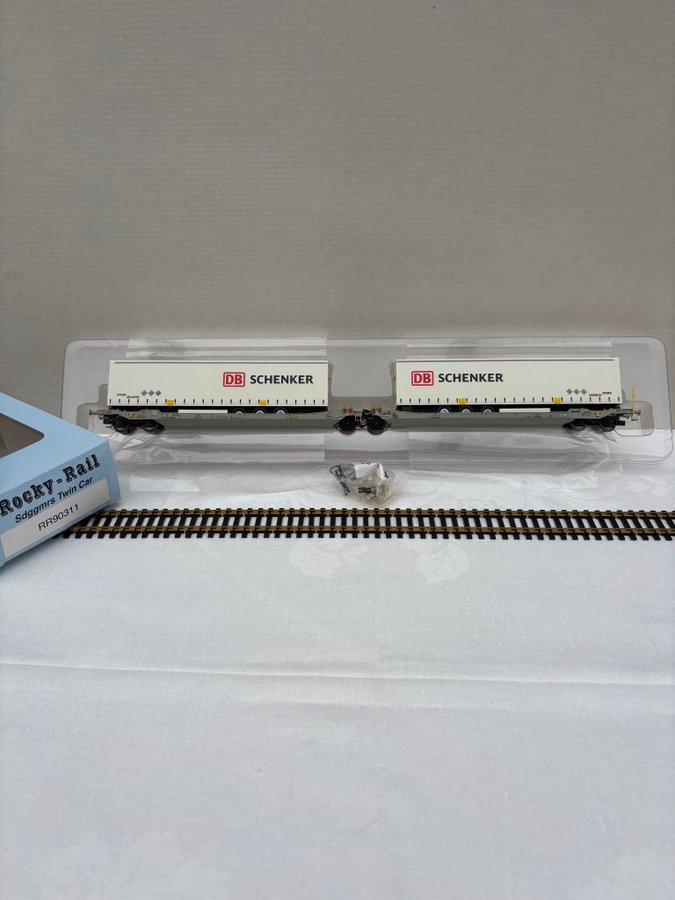 DB SCHENKER
DB SCHENKER
Rocky-Rail
Sdggmrs Twin Car
RR90311